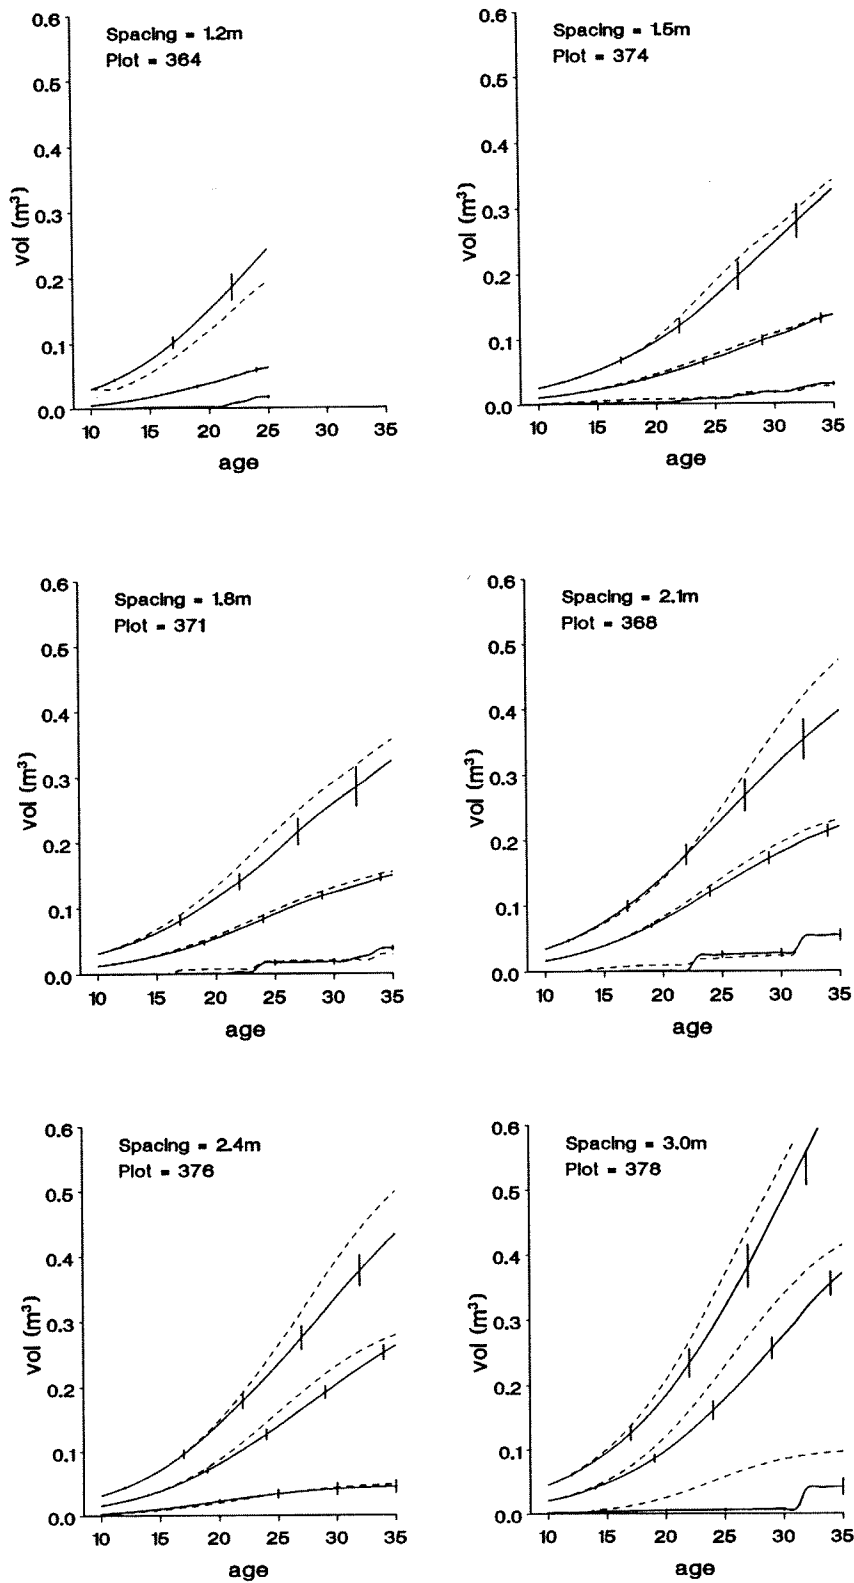 Spacing = 1.2m
Plot = 364
vol (m³)
0.6
0.5
0.4
0.3
0.2
0.1
0.0
10 15 20 25 30 35
age
Spacing = 1.5m
Plot = 374
vol (m³)
0.6
0.5
0.4
0.3
0.2
0.1
0.0
10 15 20 25 30 35
age
Spacing = 1.8m
Plot = 371
vol (m³)
0.6
0.5
0.4
0.3
0.2
0.1
0.0
10 15 20 25 30 35
age
Spacing = 2.1m
Plot = 368
vol (m³)
0.6
0.5
0.4
0.3
0.2
0.1
0.0
10 15 20 25 30 35
age
Spacing = 2.4m
Plot = 376
vol (m³)
0.6
0.5
0.4
0.3
0.2
0.1
0.0
10 15 20 25 30 35
age
Spacing = 3.0m
Plot = 378
vol (m³)
0.6
0.5
0.4
0.3
0.2
0.1
0.0
10 15 20 25 30 35
age